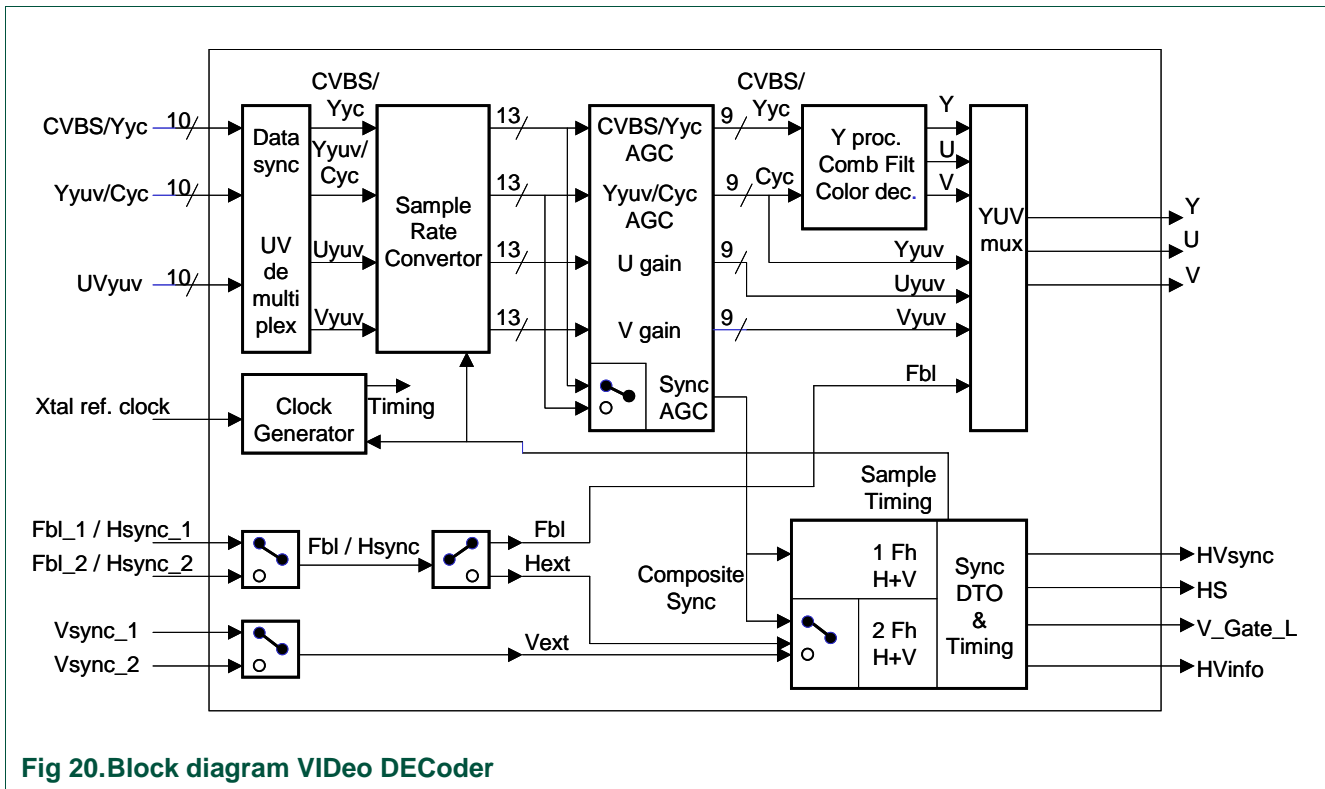 CVBS/Yyc
10
Yyuv/Cyc
10
UVyuv
10
Data
sync
UV
de
multi
plex
CVBS/
Yyc
Yyuv/
Cyc
Uyuv
Vyuv
Sample
Rate
Convertor
13
13
13
13
CVBS/Yyc
AGC
Yyuv/Cyc
AGC
U gain
V gain
Sync
AGC
9
9
9
9
CVBS/
Yyc
Cyc
Y proc.
Comb Filt
Color dec.
Y
U
V
Yyuv
Uyuv
Vyuv
Fbl
YUV
mux
Y
U
V
Xtal ref. clock
Clock
Generator
Timing
Fbl_1 / Hsync_1
Fbl_2 / Hsync_2
Fbl / Hsync
Fbl
Hext
Vsync_1
Vsync_2
Vext
Composite
Sync
Sample
Timing
1 Fh
H+V
2 Fh
H+V
Sync
DTO
&
Timing
HVsync
HS
V_Gate_L
HVinfo
Fig 20.Block diagram VIDeo DECoder